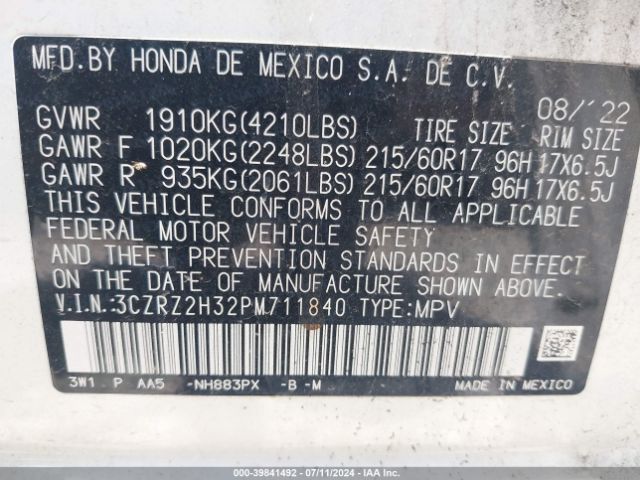 MFD.BY HONDA DE MEXICO S.A. DE C.V.
08/'22
GVWR 1910KG(4210LBS) TIRE SIZE RIM SIZE
GAWR F 1020KG(2248LBS) 215/60R17 96H 17X6.5J
GAWR R 935KG(2061LBS) 215/60R17 96H 17X6.5J
THIS VEHICLE CONFORMS TO ALL APPLICABLE
FEDERAL MOTOR VEHICLE SAFETY
AND THEFT PREVENTION STANDARDS IN EFFECT
ON THE DATE OF MANUFACTURE SHOWN ABOVE.
V.I.N.:3CZRZ2H32PM711840 TYPE:MPV
3W1 P AA5 -NH883PX -B -M MADE IN MEXICO
000-39841492 - 07/11/2024 - IAA Inc.